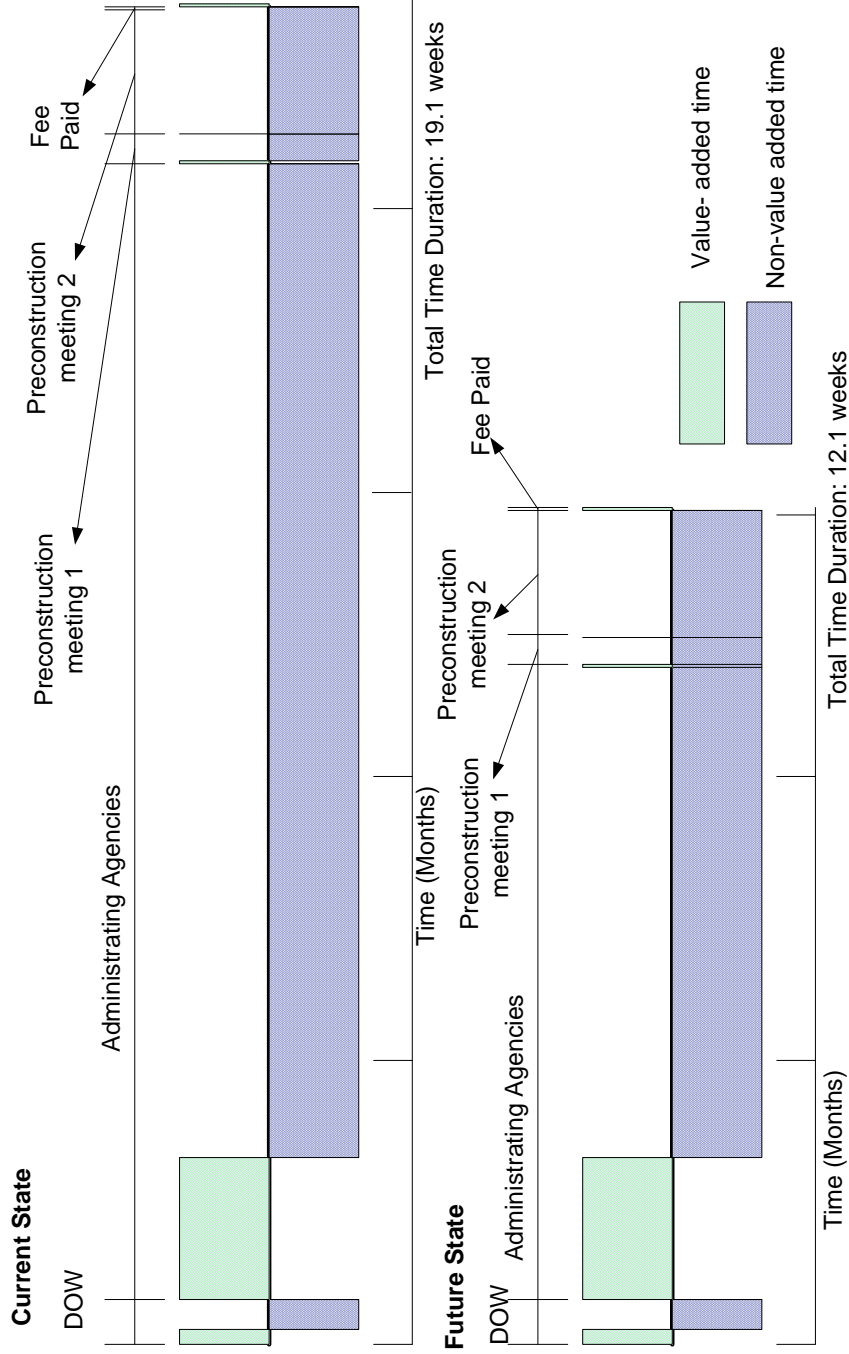 Current State
DOW
Administrating Agencies
Preconstruction
meeting 1
Preconstruction
meeting 2
Fee
Paid
Time (Months)
Total Time Duration: 19.1 weeks
Future State
DOW
Administrating Agencies
Preconstruction
meeting 1
Preconstruction
meeting 2
Fee Paid
Time (Months)
Total Time Duration: 12.1 weeks
Value- added time
Non-value added time